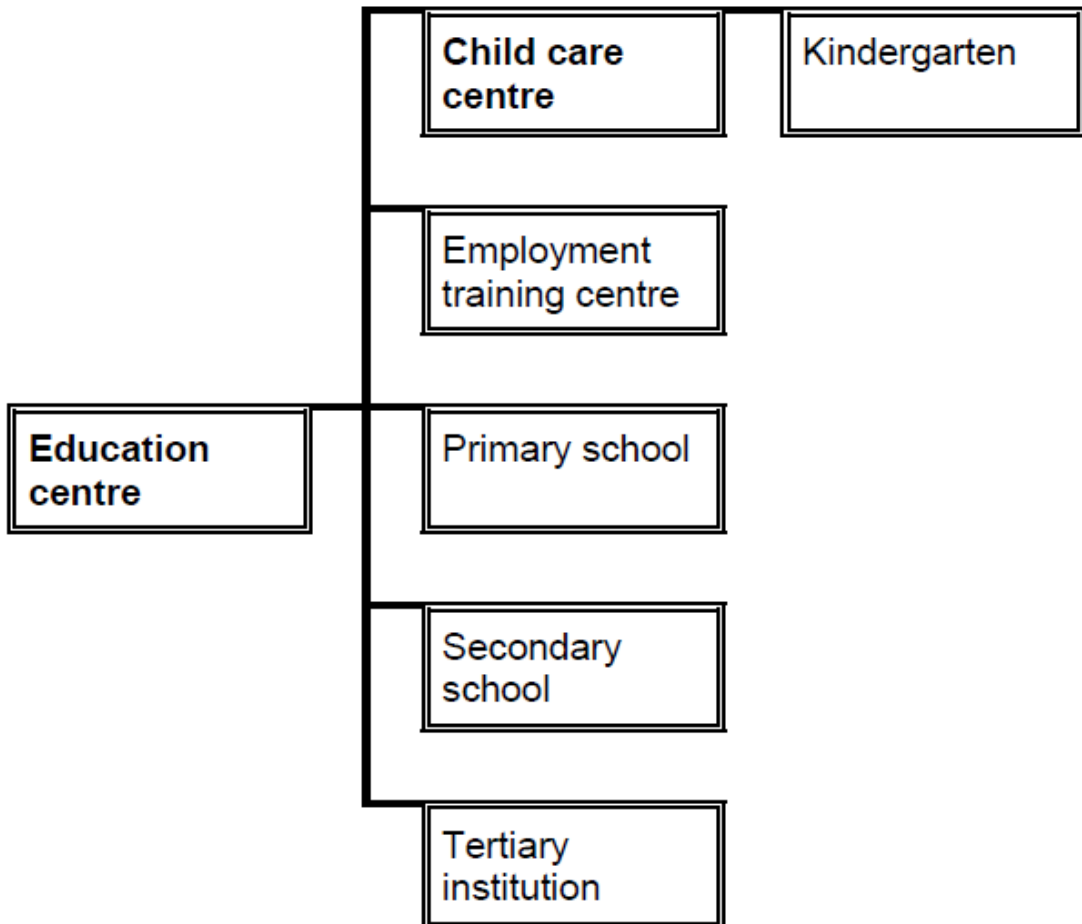 Child care
centre
Kindergarten
Employment
training centre
Education
centre
Primary school
Secondary
school
Tertiary
institution